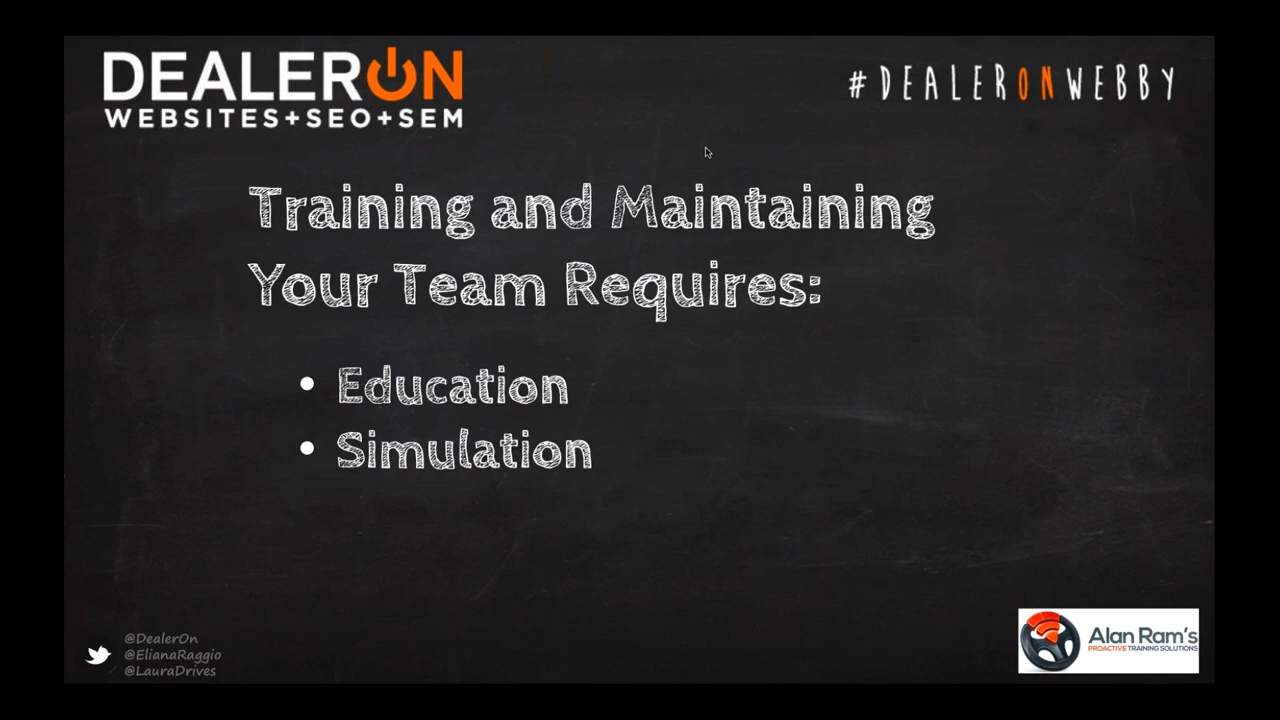 DEALERON
WEBSITES+SEO+SEM
#DEALERONWEBBY
Training and Maintaining
Your Team Requires:
• Education
• Simulation
@DealerOn
@ElianaRaggio
@LauraDrives
Alan Ram's
PROACTIVE TRAINING SOLUTIONS